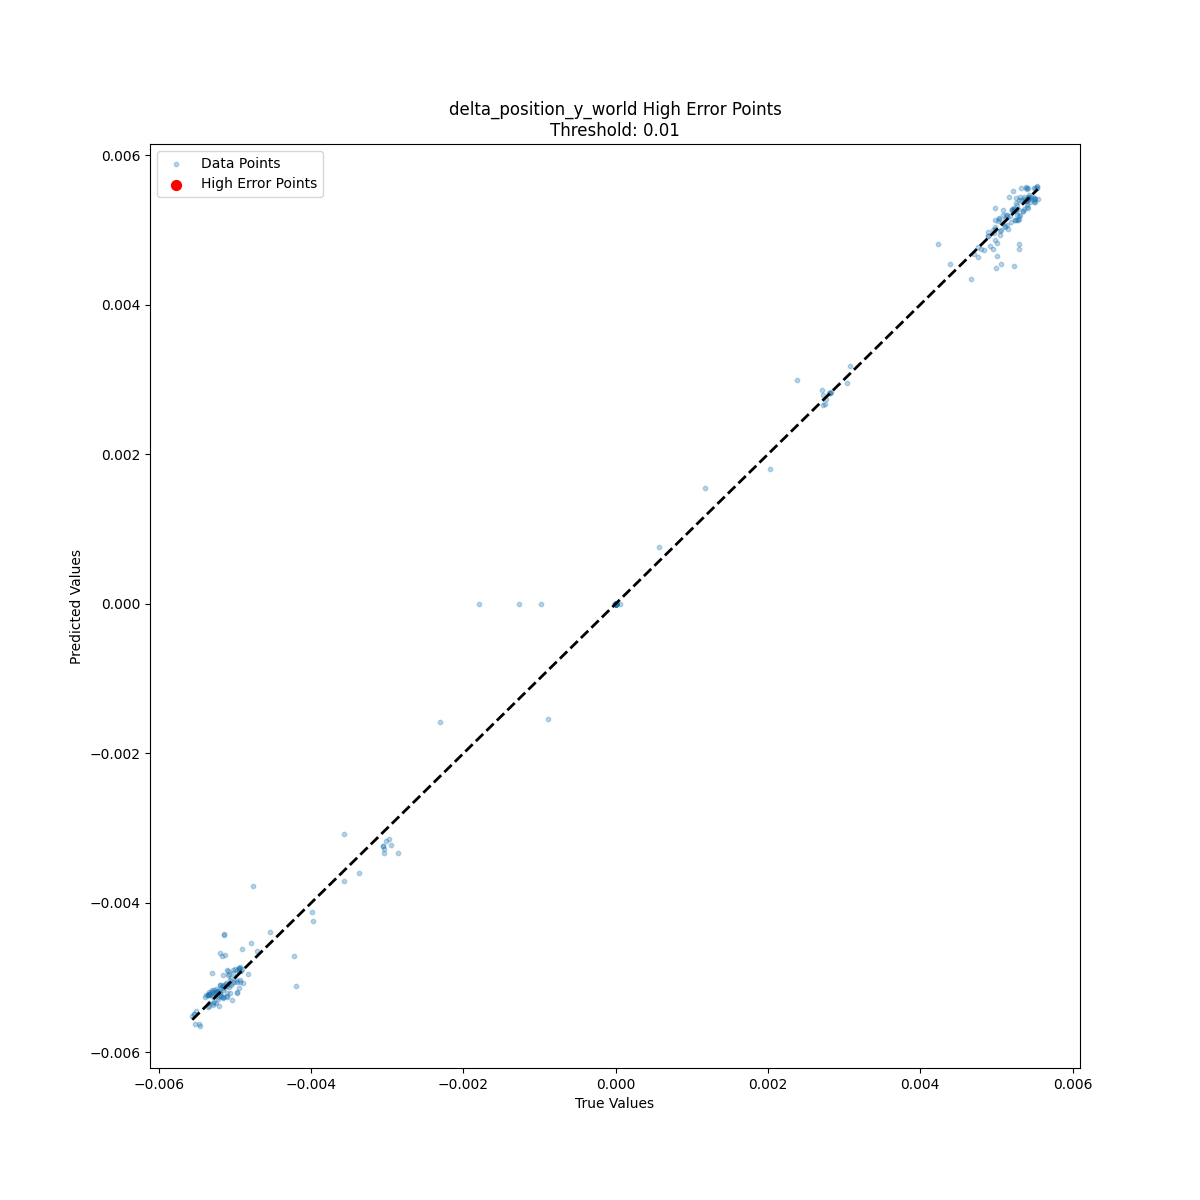 delta_position_y_world High Error Points
Threshold: 0.01
Data Points
High Error Points
0.006
0.004
0.002
0.000
−0.002
−0.004
−0.006
Predicted Values
−0.006
−0.004
−0.002
0.000
0.002
0.004
0.006
True Values